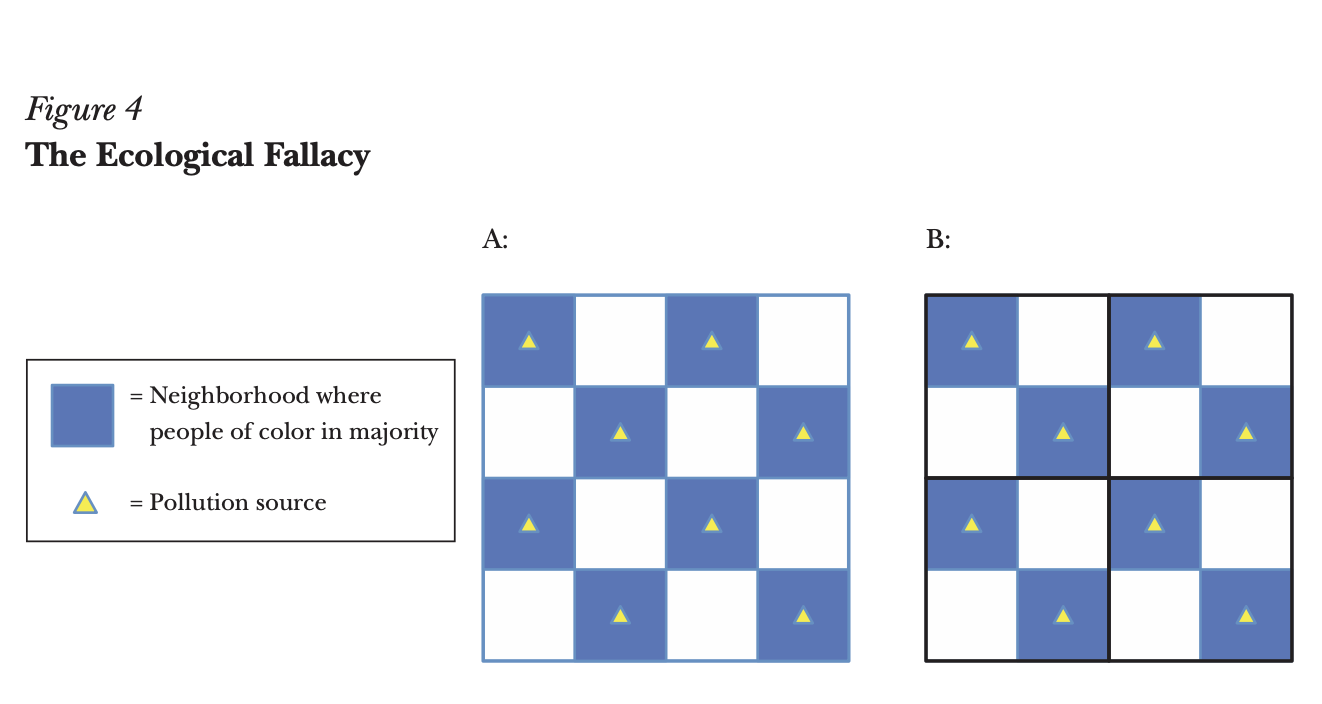 Figure 4
The Ecological Fallacy
A:
B:
= Neighborhood where
people of color in majority
= Pollution source